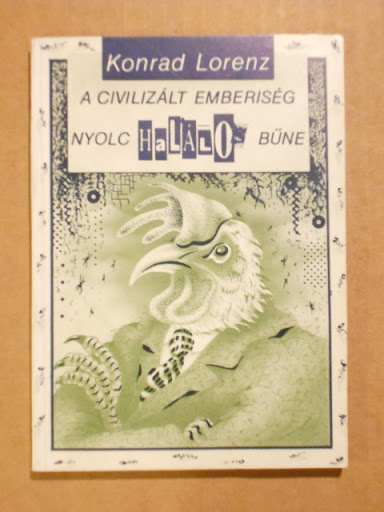 Konrad Lorenz
A CIVILIZÁLT EMBERISÉG
NYOLC HaLÁLOS BŰNE